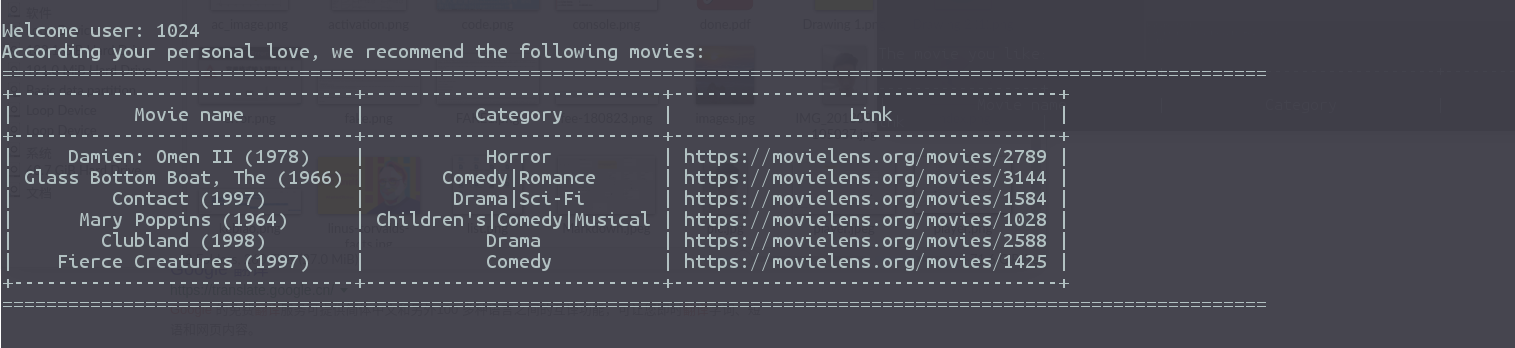 Welcome user: 1024
According your personal love, we recommend the following movies:
=================================================================================================================
+--------------------------------+----------------------------+-----------------------------------+
| Movie name | Category | Link |
+--------------------------------+----------------------------+-----------------------------------+
| Damien: Omen II (1978) | Horror | https://movielens.org/movies/2789 |
| Glass Bottom Boat, The (1966) | Comedy|Romance | https://movielens.org/movies/3144 |
| Contact (1997) | Drama|Sci-Fi | https://movielens.org/movies/1584 |
| Mary Poppins (1964) | Children's|Comedy|Musical | https://movielens.org/movies/1028 |
| Clubland (1998) | Drama | https://movielens.org/movies/2588 |
| Fierce Creatures (1997) | Comedy | https://movielens.org/movies/1425 |
+--------------------------------+----------------------------+-----------------------------------+
=================================================================================================================